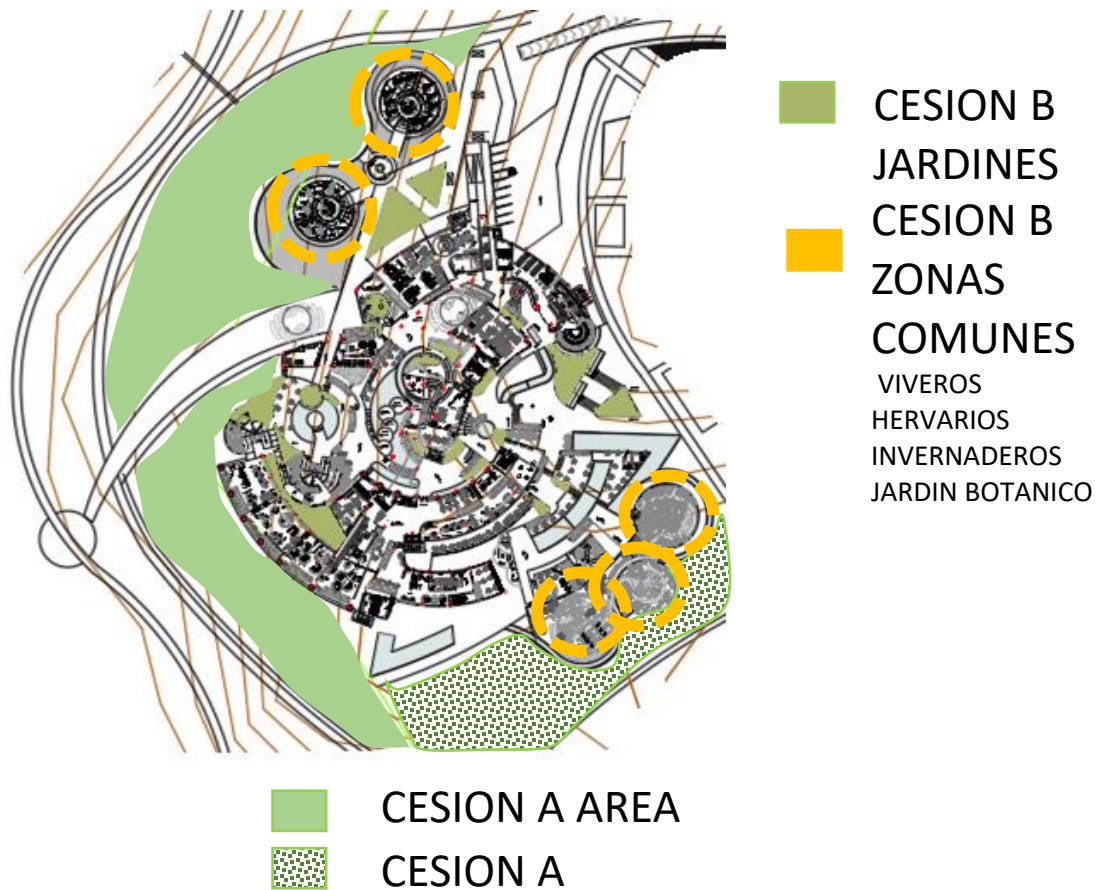 CESION B
JARDINES
CESION B
ZONAS
COMUNES
VIVEROS
HERVARIOS
INVERNADEROS
JARDIN BOTANICO
CESION A AREA
CESION A